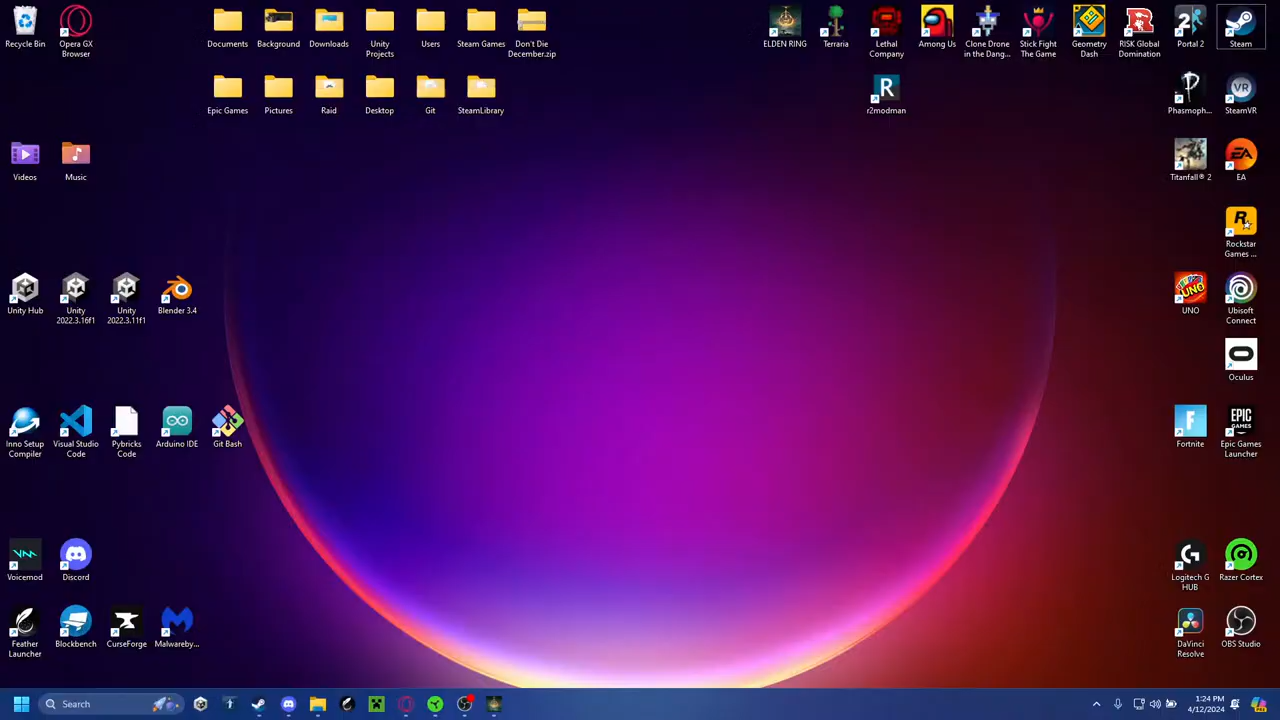 Recycle Bin
Opera GX
Browser
Documents
Background
Downloads
Unity
Projects
Users
Steam Games
Don't Die
December.zip
ELDEN RING
Terraria
Lethal
Company
Among Us
Clone Drone
in the Dang...
Stick Fight
The Game
Geometry
Dash
RISK Global
Domination
Portal 2
Steam
Epic Games
Pictures
Raid
Desktop
Git
SteamLibrary
r2modman
Phasmoph...
SteamVR
Videos
Music
Titanfall® 2
EA
Rockstar
Games ...
Unity Hub
Unity
2022.3.16f1
Unity
2022.3.11f1
Blender 3.4
UNO
Ubisoft
Connect
Oculus
Inno Setup
Compiler
Visual Studio
Code
Pybricks
Code
Arduino IDE
Git Bash
Fortnite
Epic Games
Launcher
Voicemod
Discord
Logitech G
HUB
Razer Cortex
Feather
Launcher
Blockbench
CurseForge
Malwareby...
DaVinci
Resolve
OBS Studio
Search
1:24 PM
4/12/2024